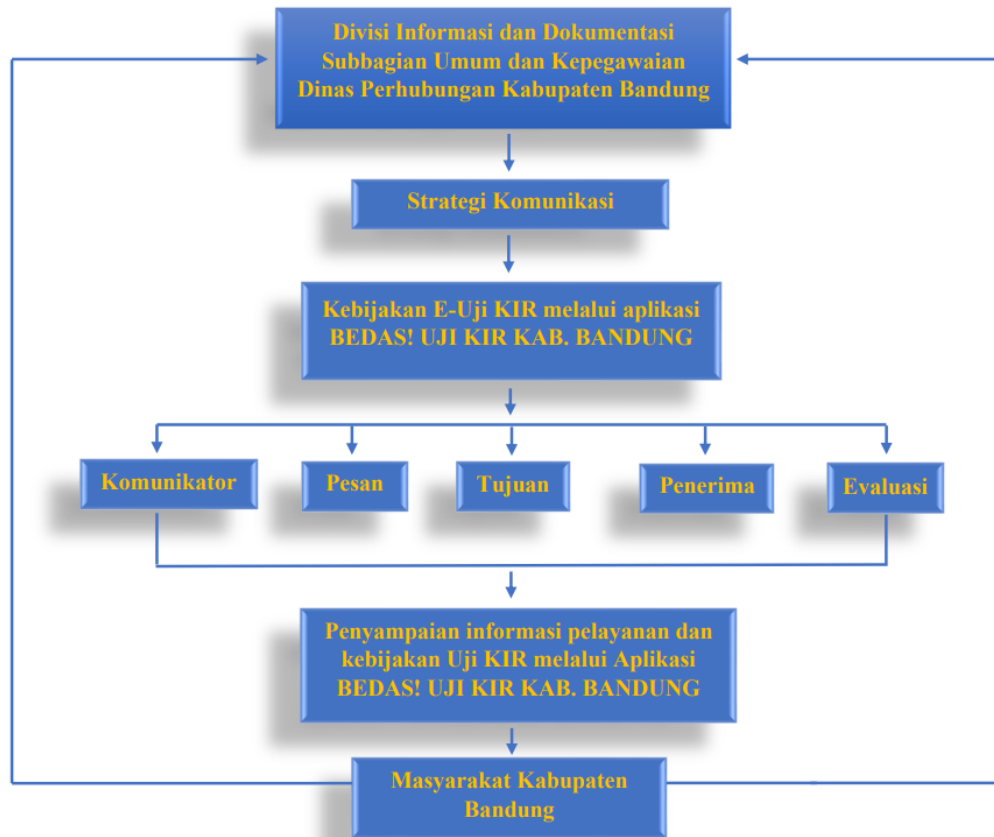 Divisi Informasi dan Dokumentasi
Subbagian Umum dan Kepegawaian
Dinas Perhubungan Kabupaten Bandung
Strategi Komunikasi
Kebijakan E-Uji KIR melalui aplikasi
BEDAS! UJI KIR KAB. BANDUNG
Komunikator
Pesan
Tujuan
Penerima
Evaluasi
Penyampaian informasi pelayanan dan
kebijakan Uji KIR melalui Aplikasi
BEDAS! UJI KIR KAB. BANDUNG
Masyarakat Kabupaten
Bandung